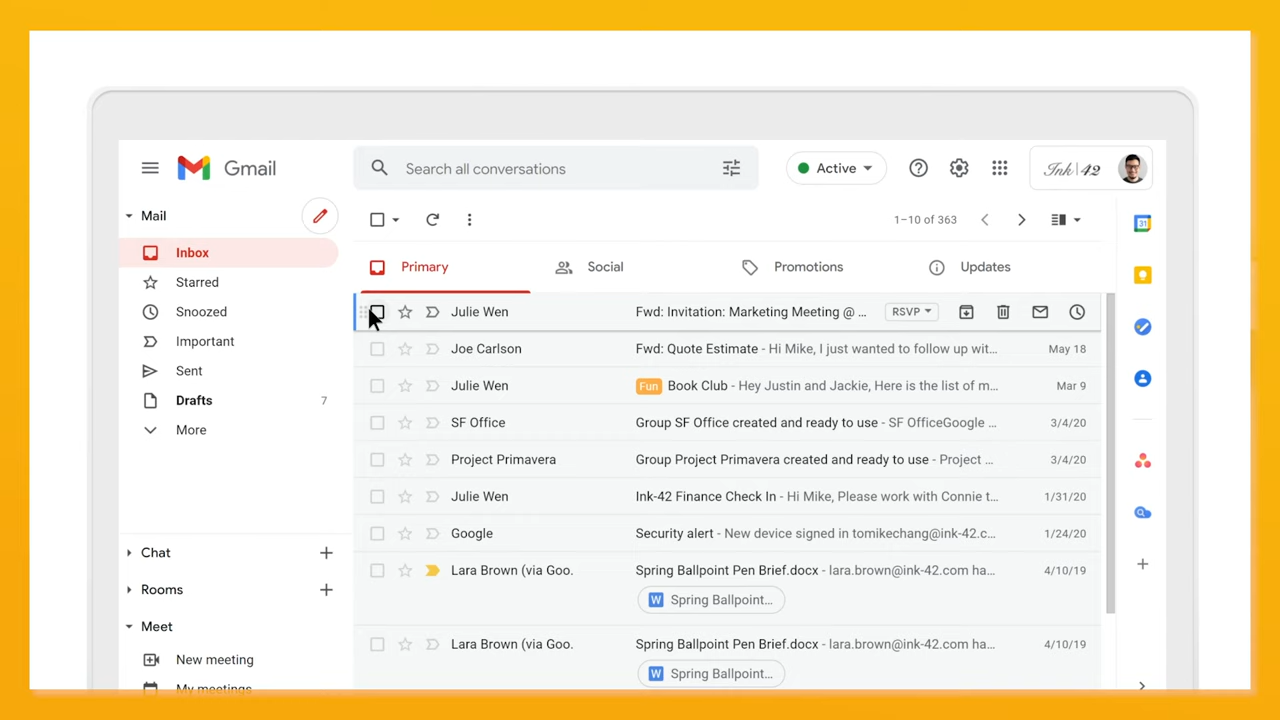 Gmail
Search all conversations
Active
Ink|42
Mail
Inbox
Starred
Snoozed
Important
Sent
Drafts 7
More
Chat
Rooms
Meet
New meeting
My meetings
1–10 of 363
Primary Social Promotions Updates
Julie Wen Fwd: Invitation: Marketing Meeting @ ... RSVP
Joe Carlson Fwd: Quote Estimate - Hi Mike, I just wanted to follow up wit... May 18
Julie Wen Fun Book Club - Hey Justin and Jackie, Here is the list of m... Mar 9
SF Office Group SF Office created and ready to use - SF OfficeGoogle ... 3/4/20
Project Primavera Group Project Primavera created and ready to use - Project ... 3/4/20
Julie Wen Ink-42 Finance Check In - Hi Mike, Please work with Connie t... 1/31/20
Google Security alert - New device signed in tomikechang@ink-42.c... 1/24/20
Lara Brown (via Goo. Spring Ballpoint Pen Brief.docx - lara.brown@ink-42.com ha... 4/10/19
W Spring Ballpoint...
Lara Brown (via Goo. Spring Ballpoint Pen Brief.docx - lara.brown@ink-42.com ha... 4/10/19
W Spring Ballpoint...
31